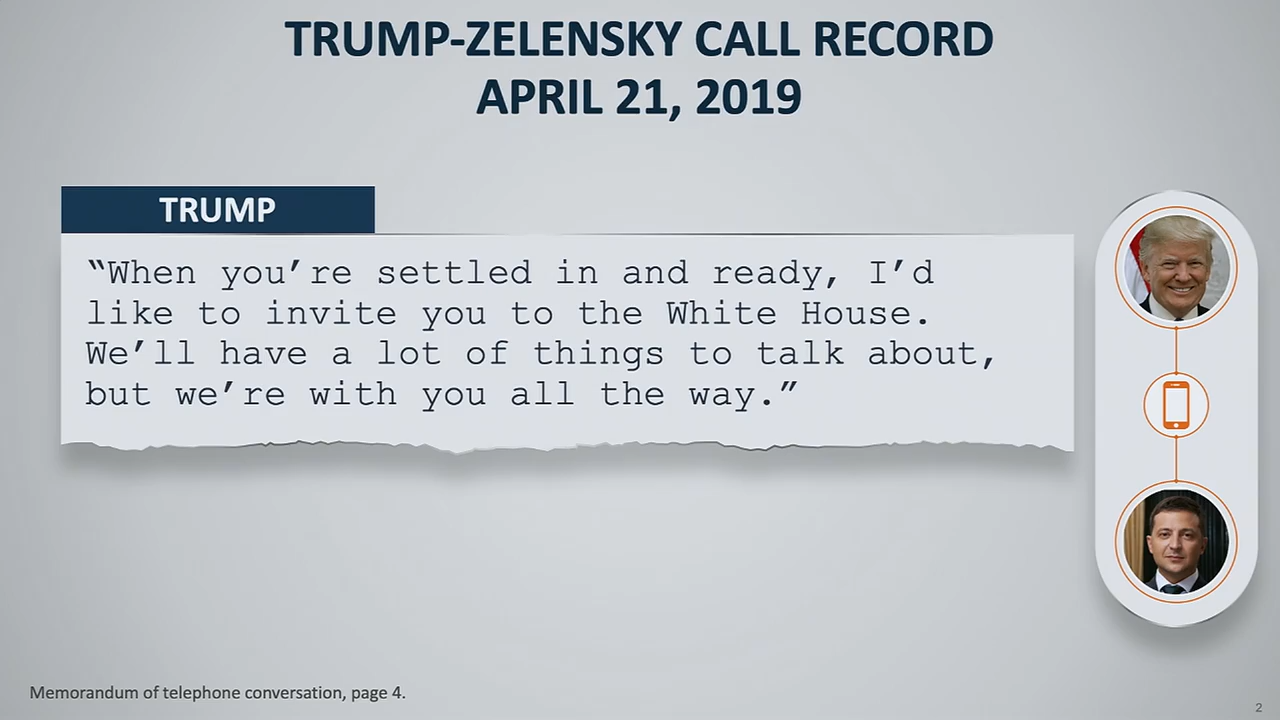 TRUMP-ZELENSKY CALL RECORD
APRIL 21, 2019
TRUMP
“When you’re settled in and ready, I’d
like to invite you to the White House.
We’ll have a lot of things to talk about,
but we’re with you all the way.”
Memorandum of telephone conversation, page 4.
2